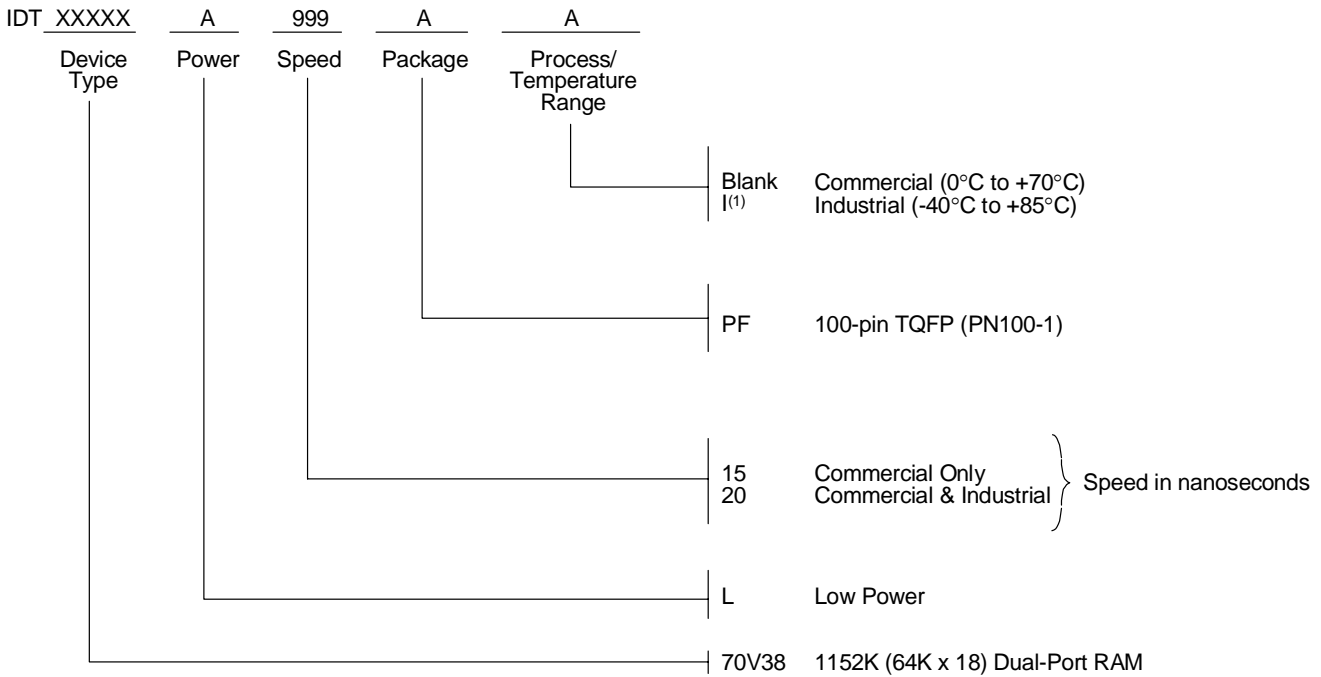 IDT XXXXX A 999 A A
Device Type Power Speed Package Process/ Temperature Range
Blank Commercial (0°C to +70°C)
I(1) Industrial (-40°C to +85°C)
PF 100-pin TQFP (PN100-1)
15 Commercial Only
20 Commercial & Industrial
Speed in nanoseconds
L Low Power
70V38 1152K (64K x 18) Dual-Port RAM